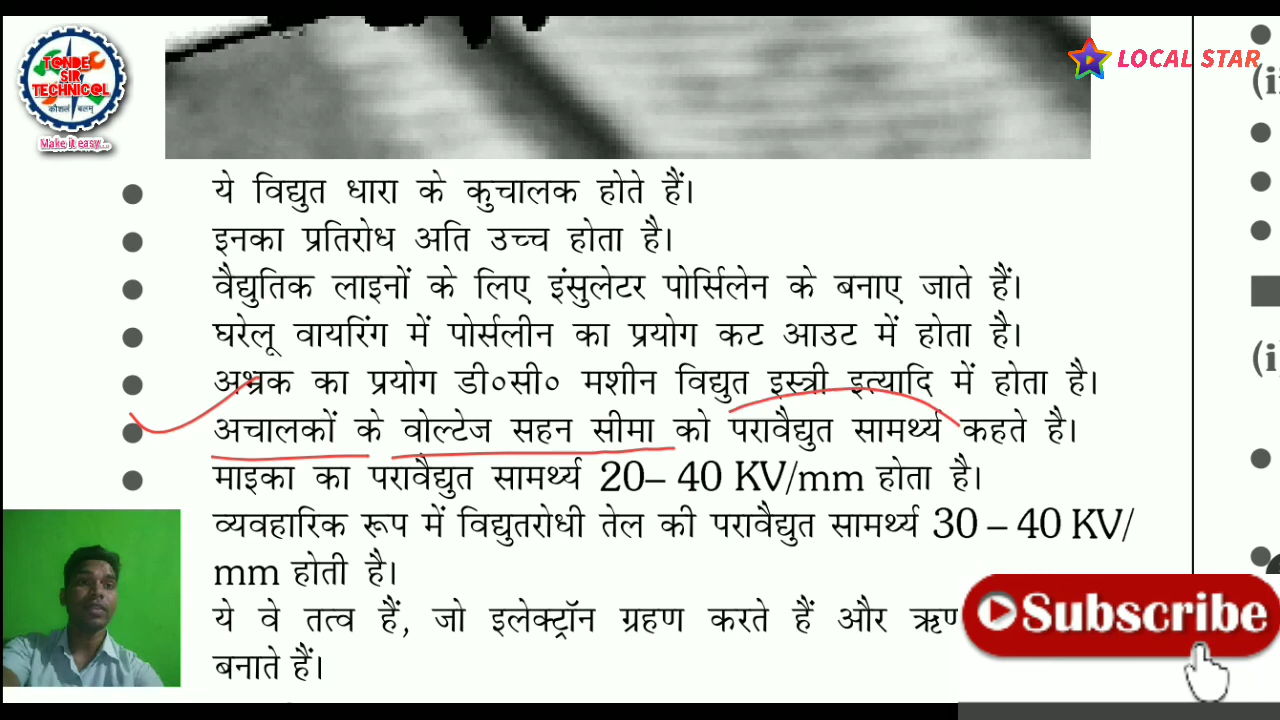 TONDE
SIR
TECHNICOL
कौशलं बलम्
Make it easy...
LOCAL STAR
ये विद्युत धारा के कुचालक होते हैं।
इनका प्रतिरोध अति उच्च होता है।
वैद्युतिक लाइनों के लिए इंसुलेटर पोर्सिलेन के बनाए जाते हैं।
घरेलू वायरिंग में पोर्सलीन का प्रयोग कट आउट में होता है।
अभ्रक का प्रयोग डी०सी० मशीन विद्युत इस्त्री इत्यादि में होता है।
अचालकों के वोल्टेज सहन सीमा को परावैद्युत सामर्थ्य कहते है।
माइका का परावैद्युत सामर्थ्य 20– 40 KV/mm होता है।
व्यवहारिक रूप में विद्युतरोधी तेल की परावैद्युत सामर्थ्य 30 – 40 KV/
mm होती है।
ये वे तत्व हैं, जो इलेक्ट्रॉन ग्रहण करते हैं और ऋण
बनाते हैं।
Subscribe